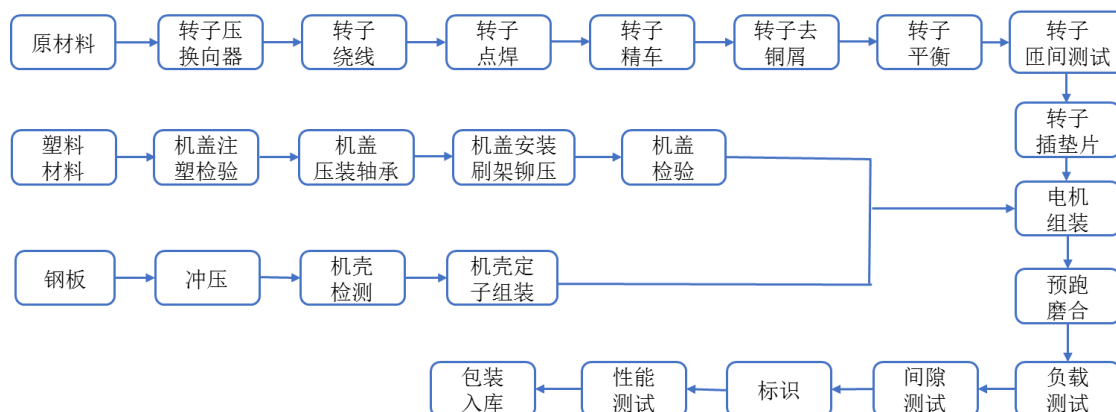 原材料
转子压
换向器
转子
绕线
转子
点焊
转子
精车
转子去
铜屑
转子
平衡
转子
匝间测试
转子
插垫片
塑料
材料
机盖注
塑检验
机盖
压装轴承
机盖安装
刷架铆压
机盖
检验
电机
组装
钢板
冲压
机壳
检测
机壳定
子组装
预跑
磨合
包装
入库
性能
测试
标识
间隙
测试
负载
测试